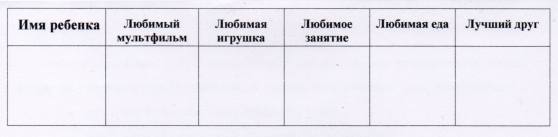 Имя ребенка
Любимый
мультфильм
Любимая
игрушка
Любимое
занятие
Любимая еда
Лучший друг